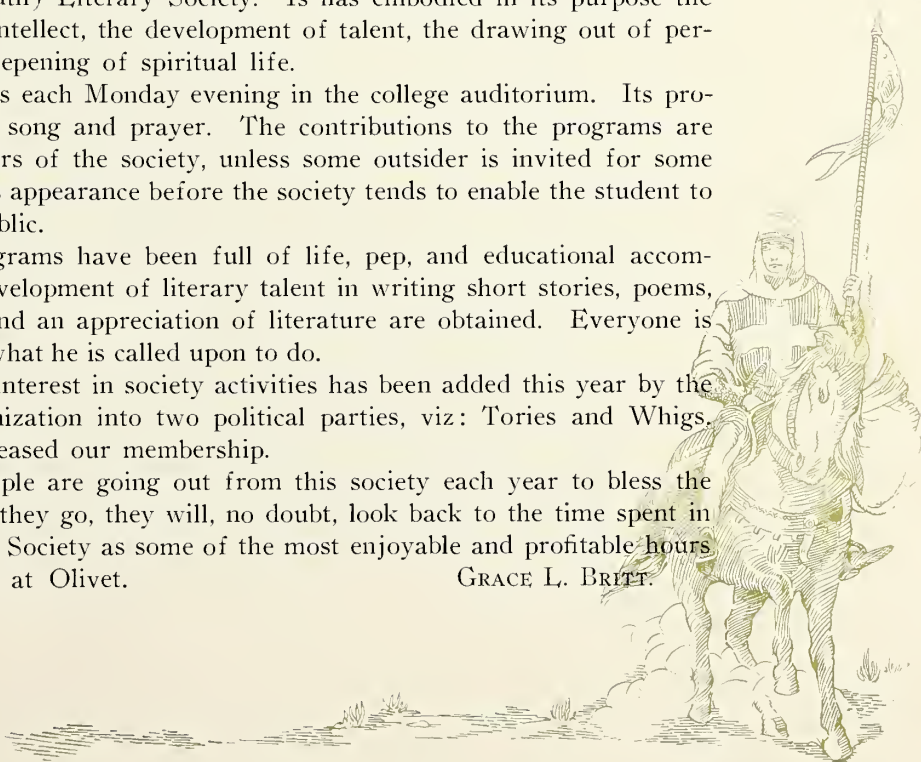 Literary Society. Is has embodied in its purpose the
ntellect, the development of talent, the drawing out of per-
epening of spiritual life.
s each Monday evening in the college auditorium. Its pro-
song and prayer. The contributions to the programs are
rs of the society, unless some outsider is invited for some
appearance before the society tends to enable the student to
blic.
grams have been full of life, pep, and educational accom-
velopment of literary talent in writing short stories, poems,
nd an appreciation of literature are obtained. Everyone is
what he is called upon to do.
interest in society activities has been added this year by the
nization into two political parties, viz: Tories and Whigs.
eased our membership.
ple are going out from this society each year to bless the
they go, they will, no doubt, look back to the time spent in
Society as some of the most enjoyable and profitable hours
at Olivet. GRACE L. BRITT.